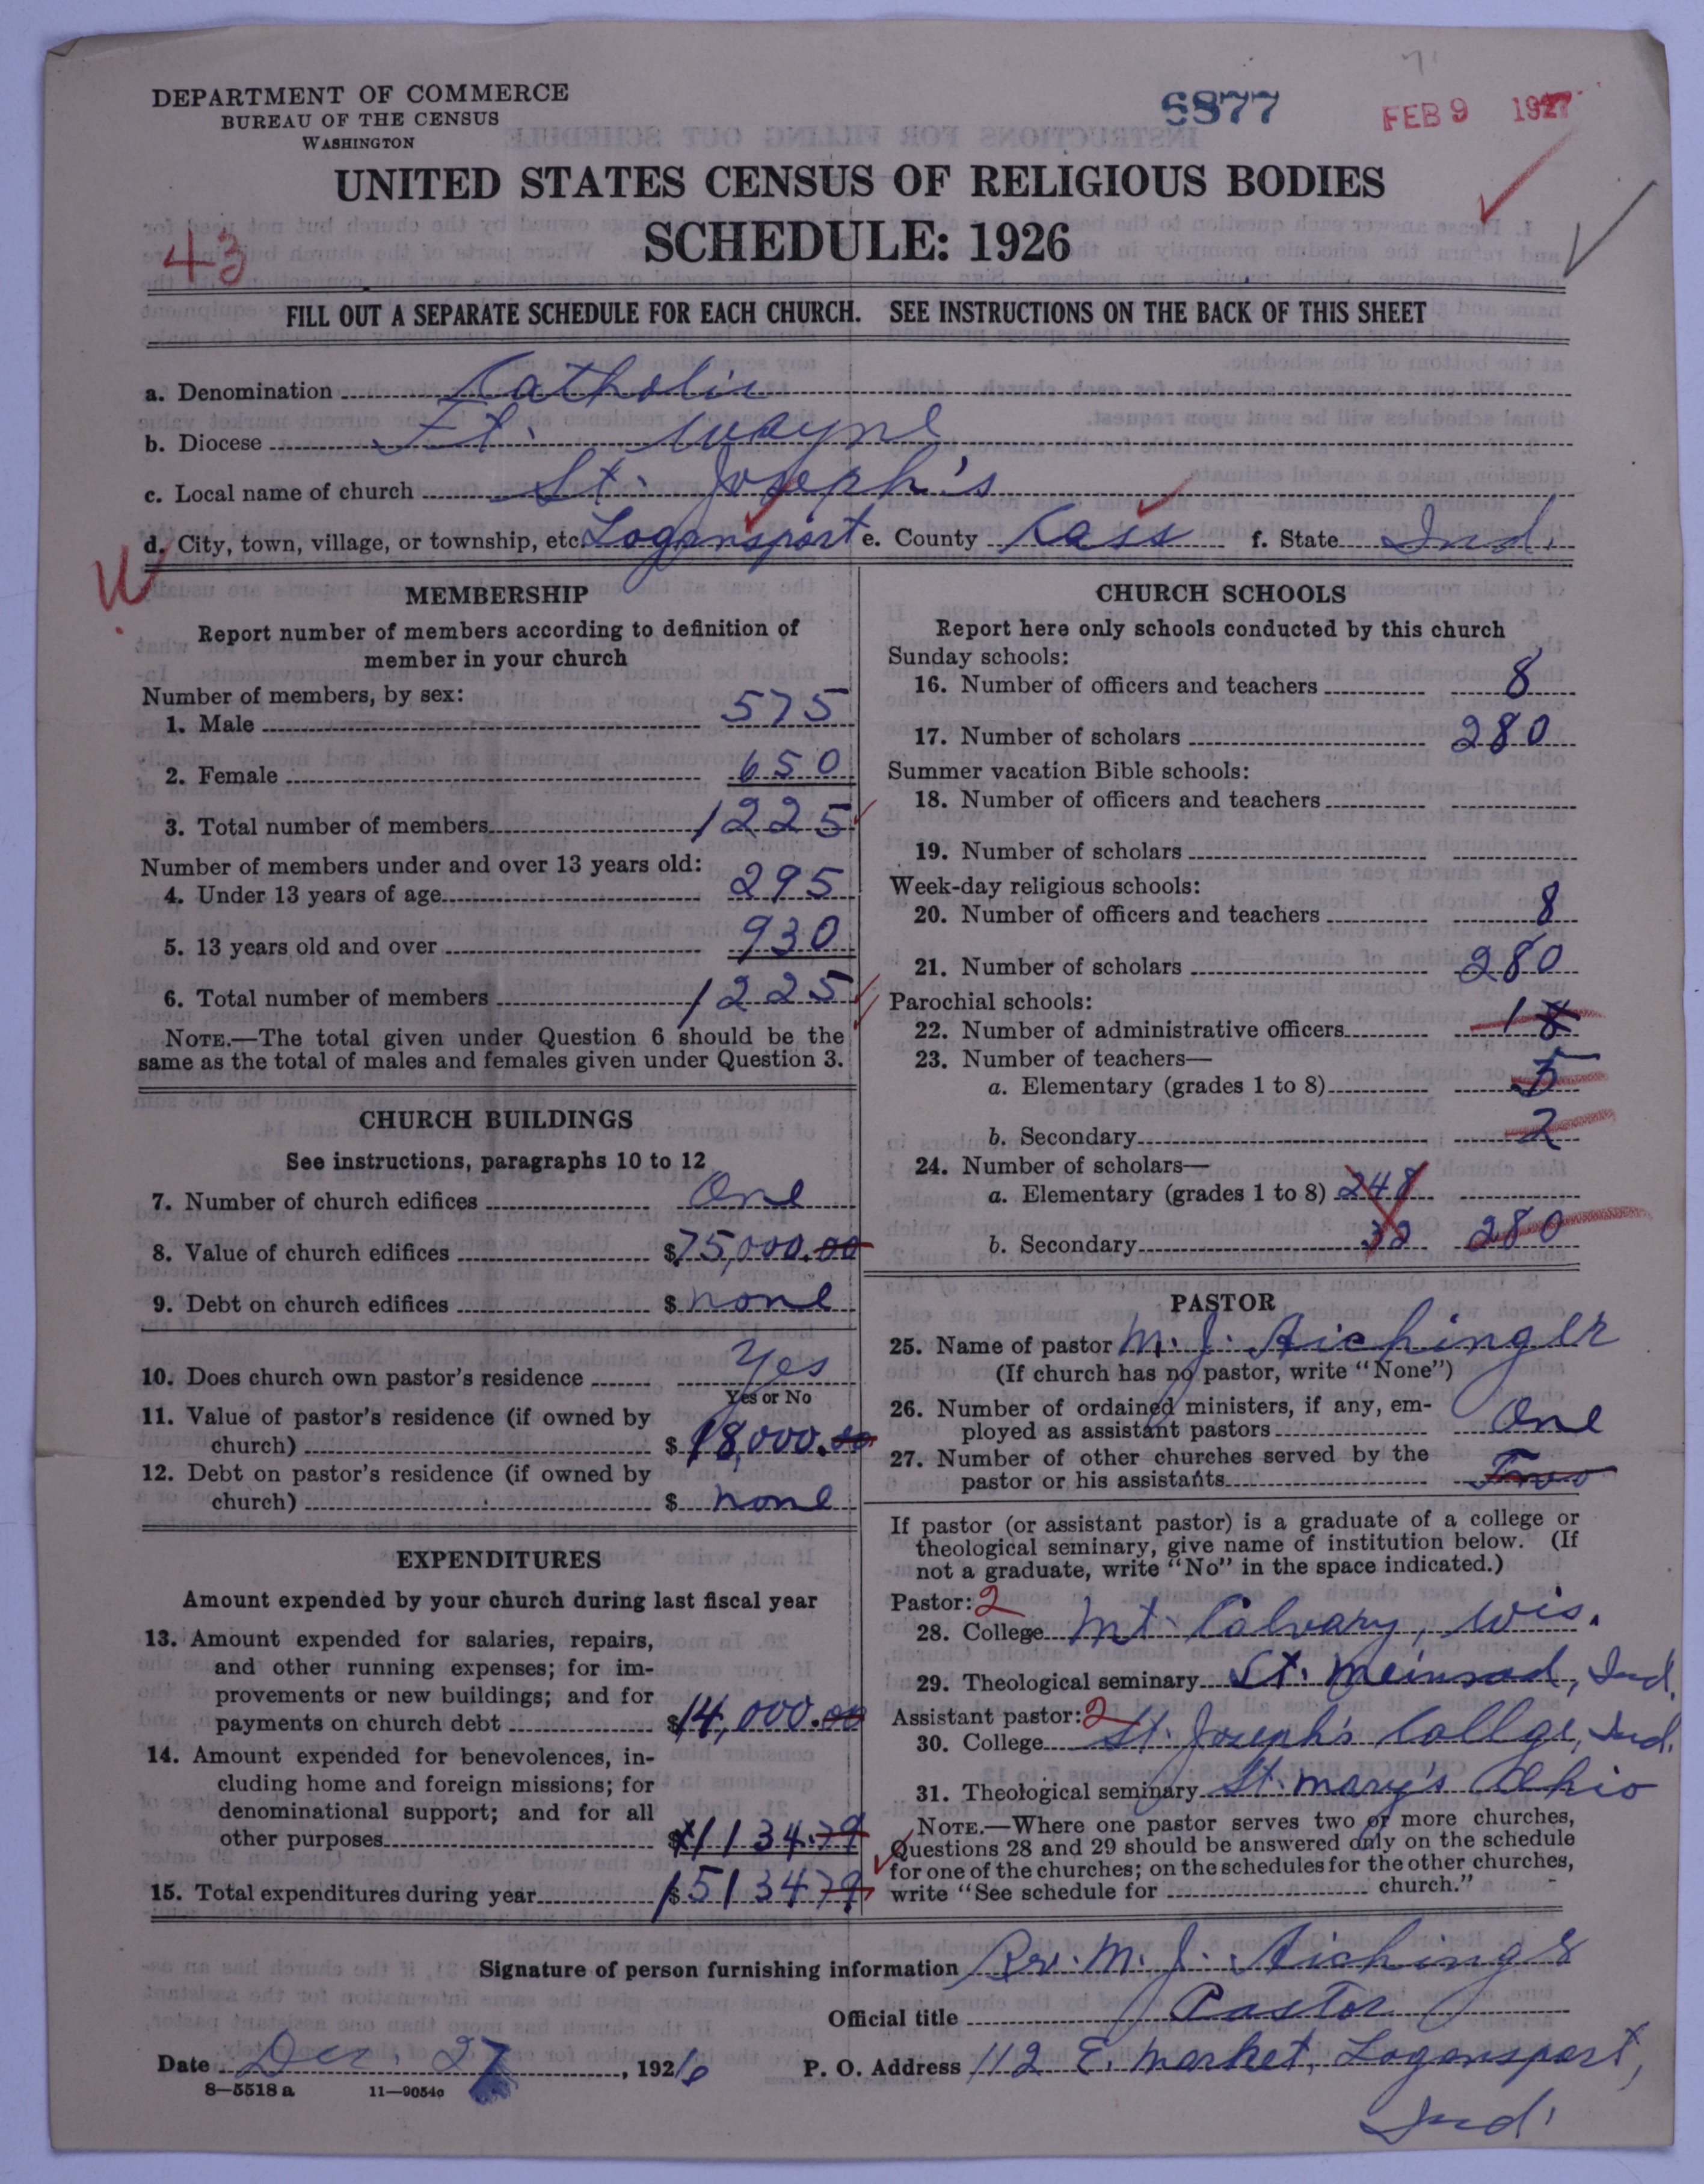 DEPARTMENT OF COMMERCE
BUREAU OF THE CENSUS
WASHINGTON
6877
FEB 9 1927
UNITED STATES CENSUS OF RELIGIOUS BODIES
SCHEDULE: 1926
43
FILL OUT A SEPARATE SCHEDULE FOR EACH CHURCH. SEE INSTRUCTIONS ON THE BACK OF THIS SHEET
a. Denomination Catholic
b. Diocese Ft. Wayne
c. Local name of church St. Joseph's
d. City, town, village, or township, etc. Logansport e. County Cass f. State Ind.
MEMBERSHIP
Report number of members according to definition of
member in your church
Number of members, by sex:
1. Male 575
2. Female 650
3. Total number of members 1225
Number of members under and over 13 years old:
4. Under 13 years of age 295
5. 13 years old and over 930
6. Total number of members 1225
NOTE.—The total given under Question 6 should be the
same as the total of males and females given under Question 3.
CHURCH BUILDINGS
See instructions, paragraphs 10 to 12
7. Number of church edifices One
8. Value of church edifices $75,000.00
9. Debt on church edifices $ none
10. Does church own pastor's residence Yes
Yes or No
11. Value of pastor's residence (if owned by
church) $ 18,000.00
12. Debt on pastor's residence (if owned by
church) $ none
EXPENDITURES
Amount expended by your church during last fiscal year
13. Amount expended for salaries, repairs,
and other running expenses; for im-
provements or new buildings; and for
payments on church debt $14,000.00
14. Amount expended for benevolences, in-
cluding home and foreign missions; for
denominational support; and for all
other purposes $1134.79
15. Total expenditures during year $15134.79
CHURCH SCHOOLS
Report here only schools conducted by this church
Sunday schools:
16. Number of officers and teachers 8
17. Number of scholars 280
Summer vacation Bible schools:
18. Number of officers and teachers
19. Number of scholars
Week-day religious schools:
20. Number of officers and teachers 8
21. Number of scholars 280
Parochial schools:
22. Number of administrative officers 1
23. Number of teachers—
a. Elementary (grades 1 to 8) 5
b. Secondary 2
24. Number of scholars—
a. Elementary (grades 1 to 8) 248
b. Secondary 32 280
PASTOR
25. Name of pastor M. J. Aichinger
(If church has no pastor, write "None")
26. Number of ordained ministers, if any, em-
ployed as assistant pastors One
27. Number of other churches served by the
pastor or his assistants Two
If pastor (or assistant pastor) is a graduate of a college or
theological seminary, give name of institution below. (If
not a graduate, write "No" in the space indicated.)
Pastor: 2
28. College Mt Calvary, Wis.
29. Theological seminary St. Meinrad, Ind.
Assistant pastor: 2
30. College St. Joseph's Collge, Ind.
31. Theological seminary St. Mary's Ohio
NOTE.—Where one pastor serves two or more churches,
Questions 28 and 29 should be answered only on the schedule
for one of the churches; on the schedules for the other churches,
write "See schedule for church."
Signature of person furnishing information Rev. M. J. Aichinger
Official title Pastor
Date Dec. 27, 1926 P. O. Address 112 E. Market, Logansport,
Ind.
8—5518 a 11—9054o